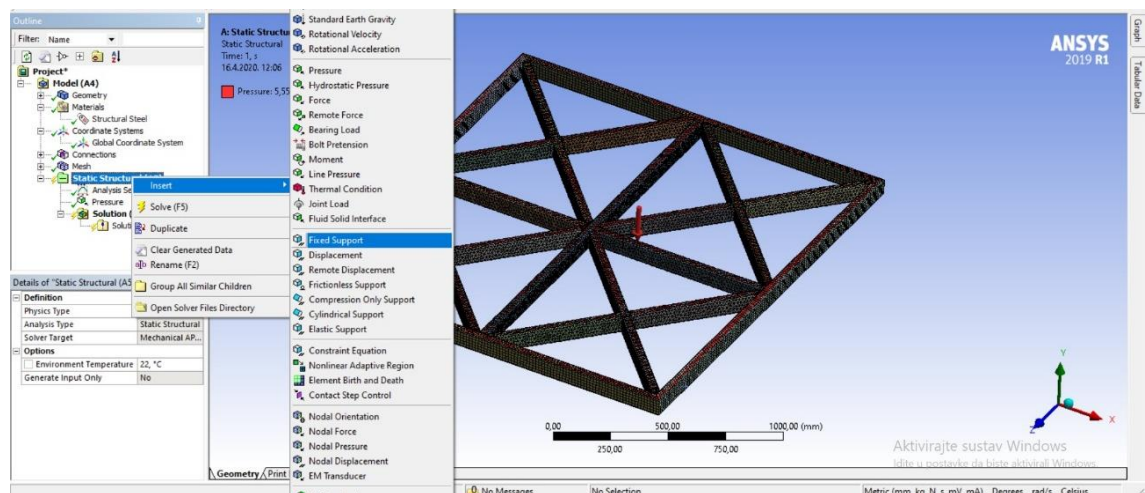 Outline
Filter: Name
Project*
Model (A4)
Geometry
Materials
Structural Steel
Coordinate Systems
Global Coordinate System
Connections
Mesh
Static Structural
Analysis Se
Pressure
Solution (
Soluti
Insert
Solve (F5)
Duplicate
Clear Generated Data
Rename (F2)
Group All Similar Children
Open Solver Files Directory
Details of "Static Structural (A5
Definition
Physics Type
Analysis Type Static Structural
Solver Target Mechanical AP...
Options
Environment Temperature 22, °C
Generate Input Only No
A: Static Structu
Static Structural
Time: 1, s
16.4.2020. 12:06
Pressure: 5,55
Standard Earth Gravity
Rotational Velocity
Rotational Acceleration
Pressure
Hydrostatic Pressure
Force
Remote Force
Bearing Load
Bolt Pretension
Moment
Line Pressure
Thermal Condition
Joint Load
Fluid Solid Interface
Fixed Support
Displacement
Remote Displacement
Frictionless Support
Compression Only Support
Cylindrical Support
Elastic Support
Constraint Equation
Nonlinear Adaptive Region
Element Birth and Death
Contact Step Control
Nodal Orientation
Nodal Force
Nodal Pressure
Nodal Displacement
EM Transducer
ANSYS
2019 R1
Graph
Tabular Data
Y
X
Z
0,00 500,00 1000,00 (mm)
250,00 750,00
Aktivirajte sustav Windows
Idite u postavke da biste aktivirali Windows.
Geometry Print
No Messages No Selection Metric (mm, kg, N, s, mV, mA) Degrees rad/s Celsius